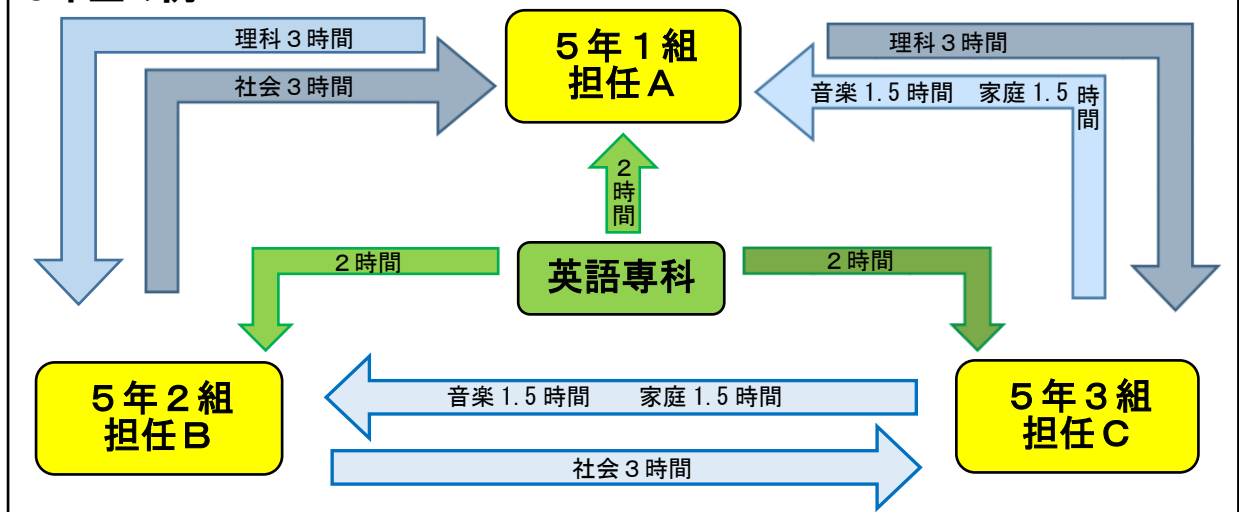 理科３時間
５年１組
担任Ａ
理科３時間
社会３時間
音楽1.5時間　家庭1.5時間
２時間
２時間
英語専科
２時間
５年２組
担任Ｂ
音楽1.5時間　家庭1.5時間
５年３組
担任Ｃ
社会３時間